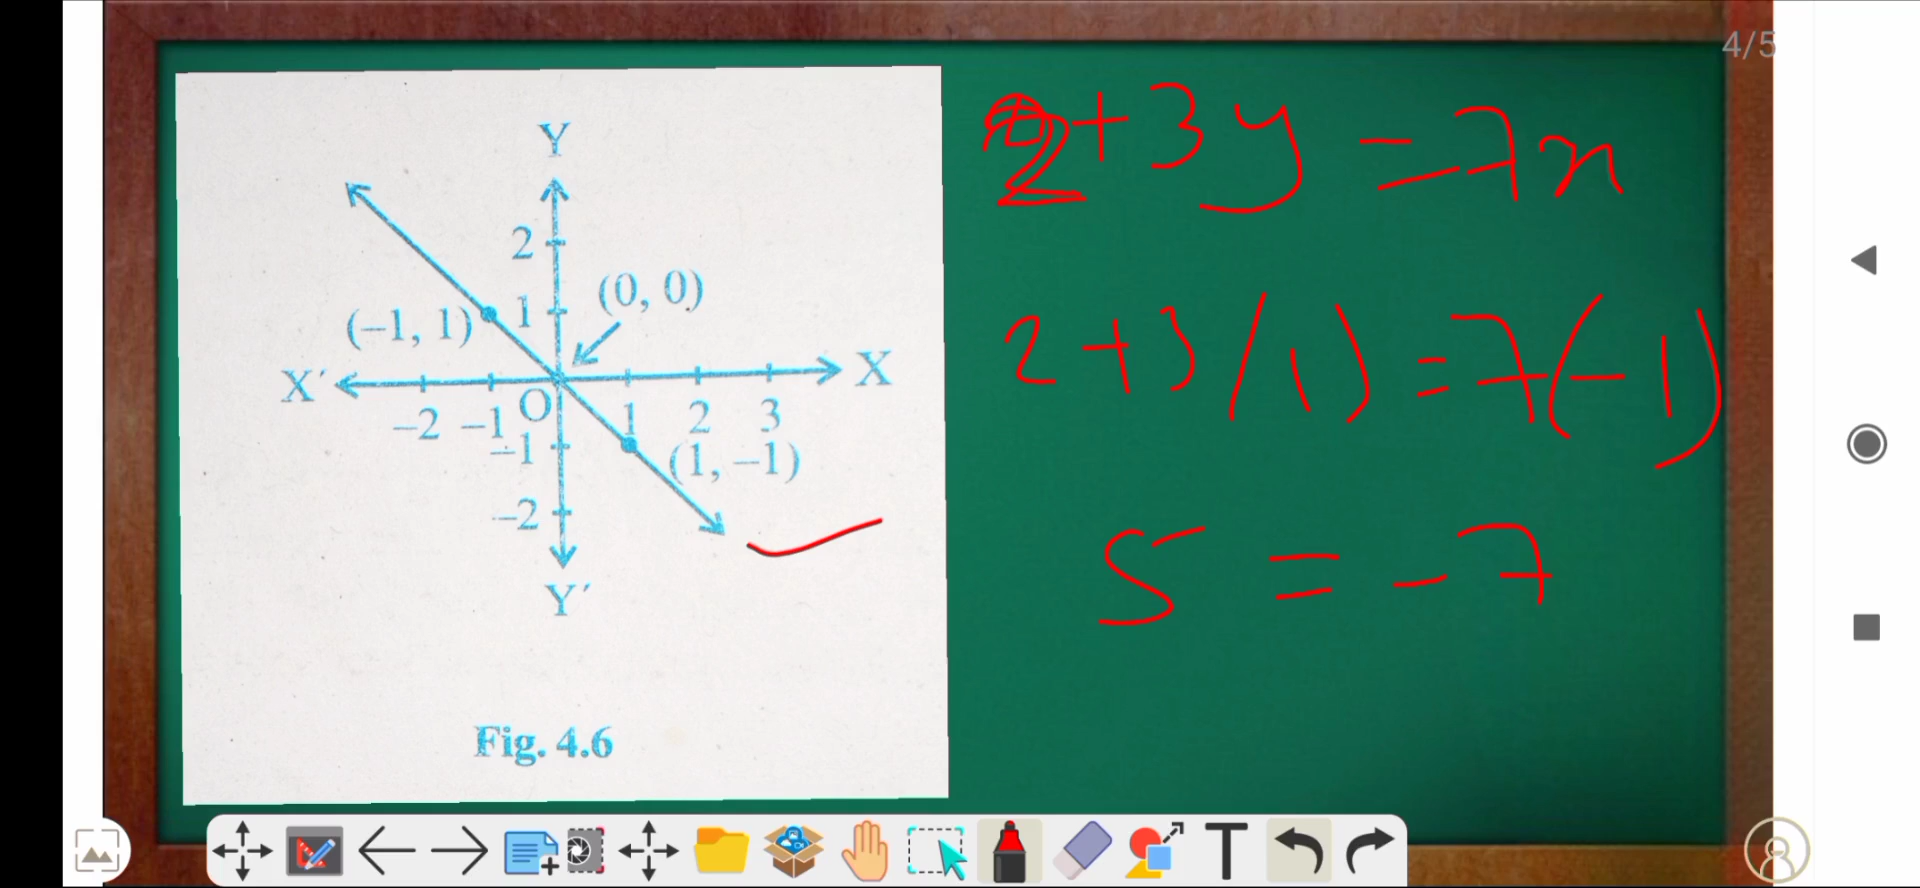 4/5
Y
2
1
(0, 0)
(–1, 1)
X′
X
–2 –1 O 1 2 3
–1
(1, –1)
–2
Y′
Fig. 4.6
2 + 3y = 7x
2 + 3(1) = 7(-1)
5 = -7
T